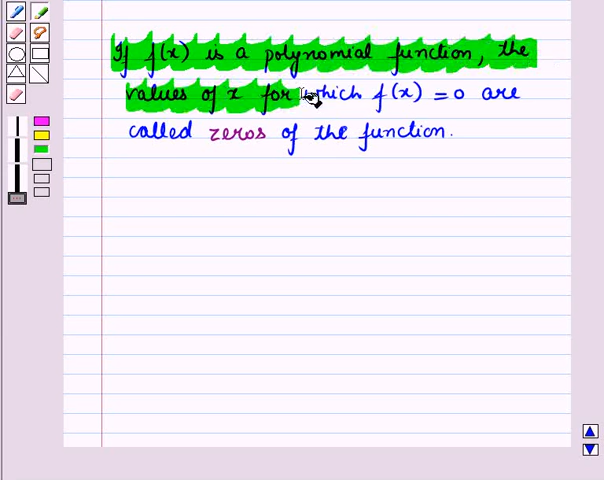 If f(x) is a polynomial function, the
values of x for which f(x) = 0 are
called zeros of the function.